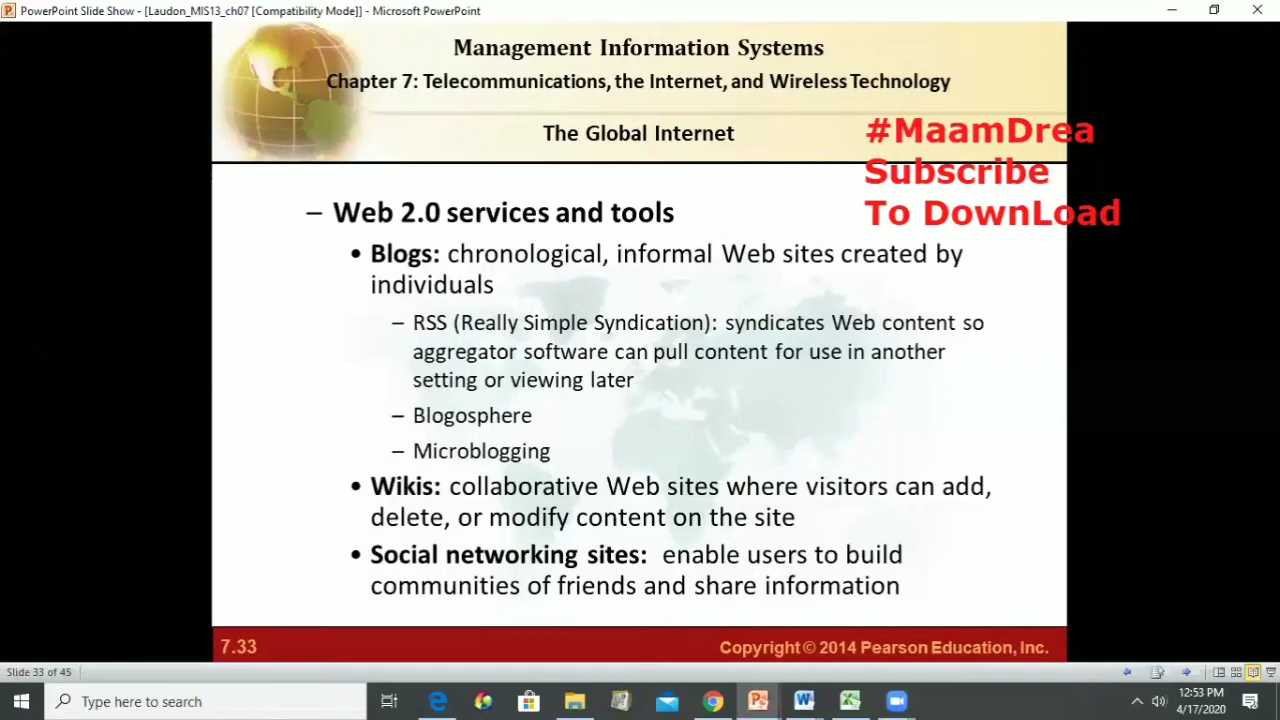 PowerPoint Slide Show - [Laudon_MIS13_ch07 [Compatibility Mode]] - Microsoft PowerPoint
Management Information Systems
Chapter 7: Telecommunications, the Internet, and Wireless Technology
The Global Internet
#MaamDrea
Subscribe
To DownLoad
– Web 2.0 services and tools
• Blogs: chronological, informal Web sites created by
individuals
– RSS (Really Simple Syndication): syndicates Web content so
aggregator software can pull content for use in another
setting or viewing later
– Blogosphere
– Microblogging
• Wikis: collaborative Web sites where visitors can add,
delete, or modify content on the site
• Social networking sites: enable users to build
communities of friends and share information
7.33
Copyright © 2014 Pearson Education, Inc.
Slide 33 of 45
Type here to search
12:53 PM
4/17/2020